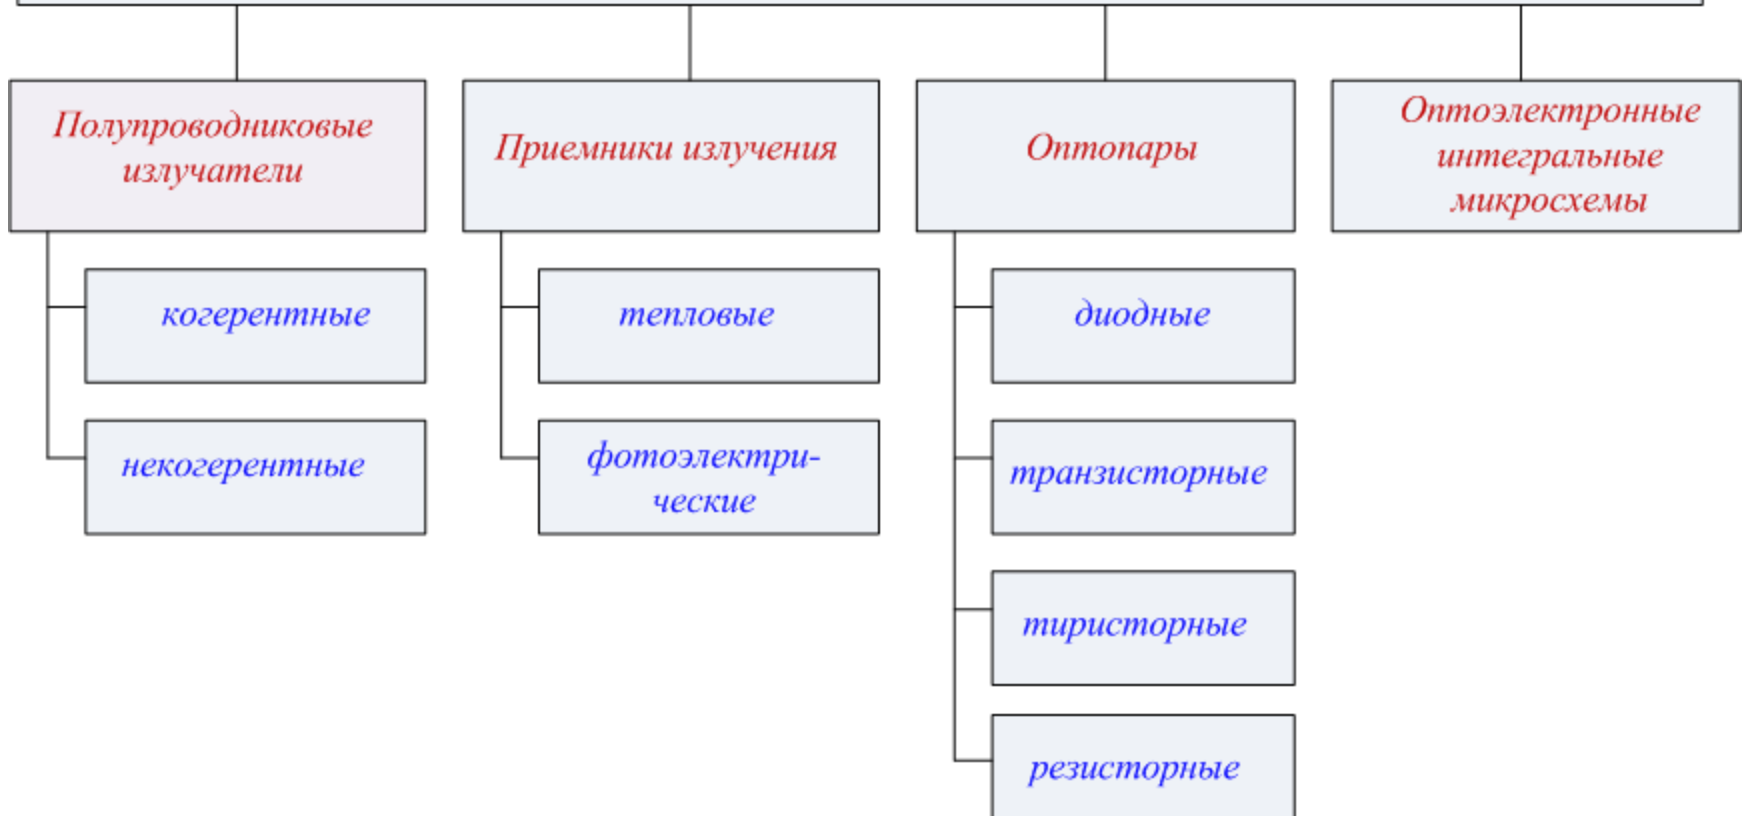 Полупроводниковые
излучатели
когерентные
некогерентные
Приемники излучения
тепловые
фотоэлектри-
ческие
Оптопары
диодные
транзисторные
тиристорные
резисторные
Оптоэлектронные
интегральные
микросхемы